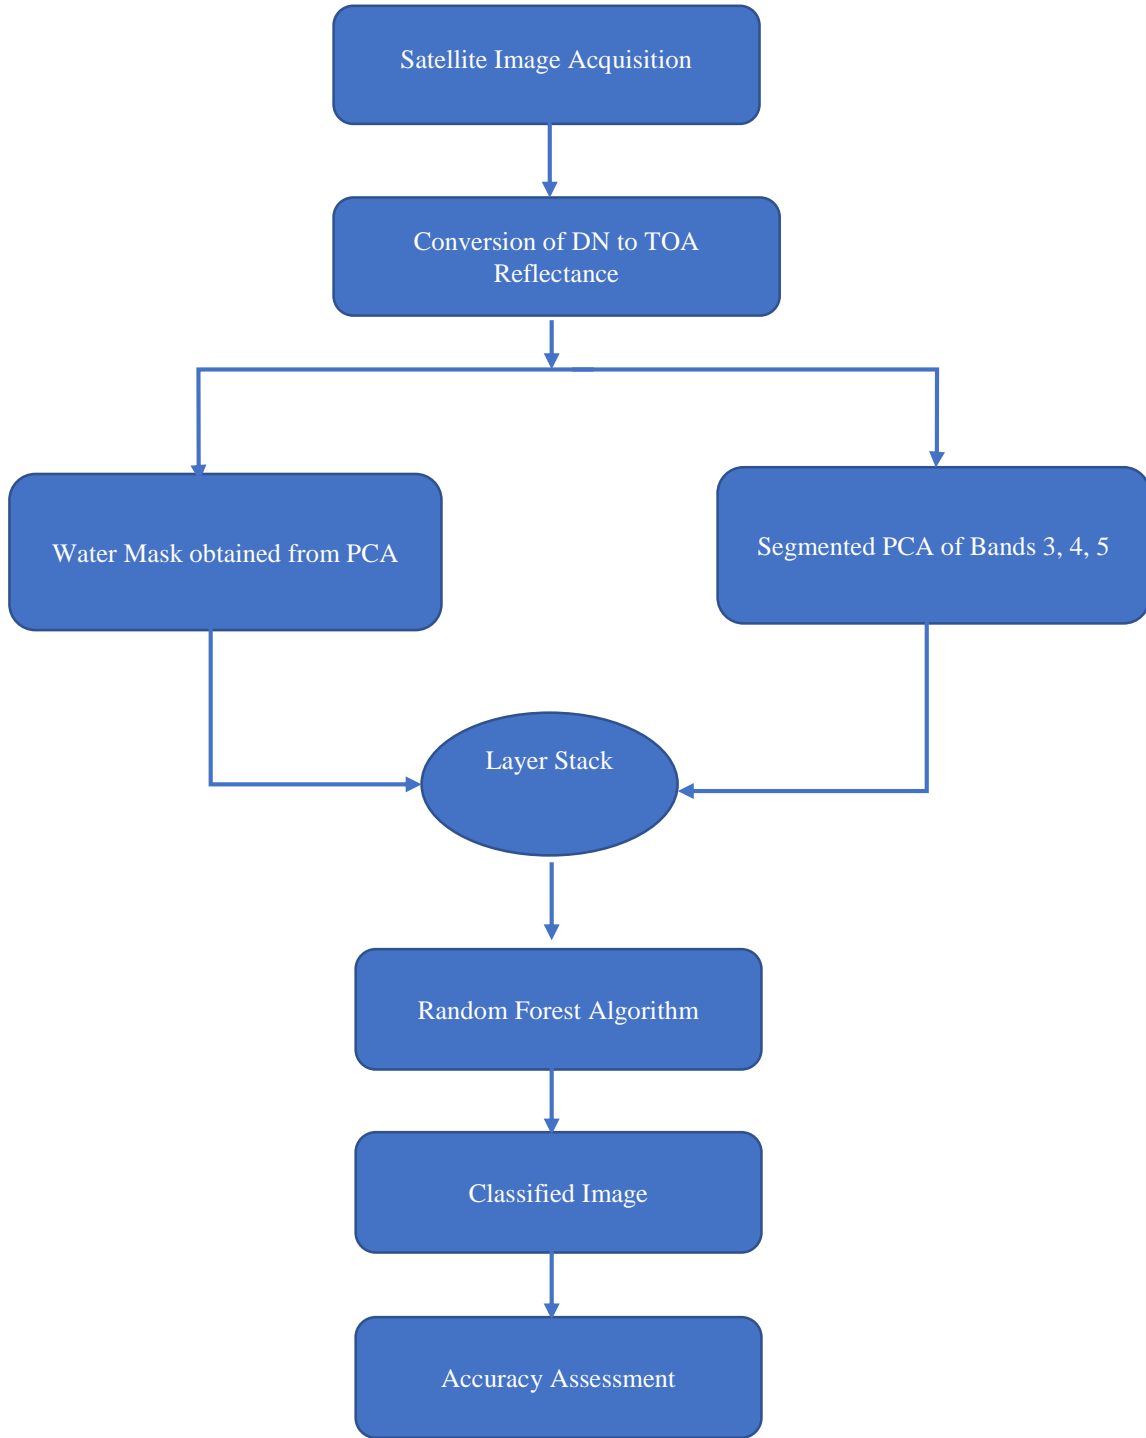 Satellite Image Acquisition
Conversion of DN to TOA
Reflectance
Water Mask obtained from PCA
Segmented PCA of Bands 3, 4, 5
Layer Stack
Random Forest Algorithm
Classified Image
Accuracy Assessment